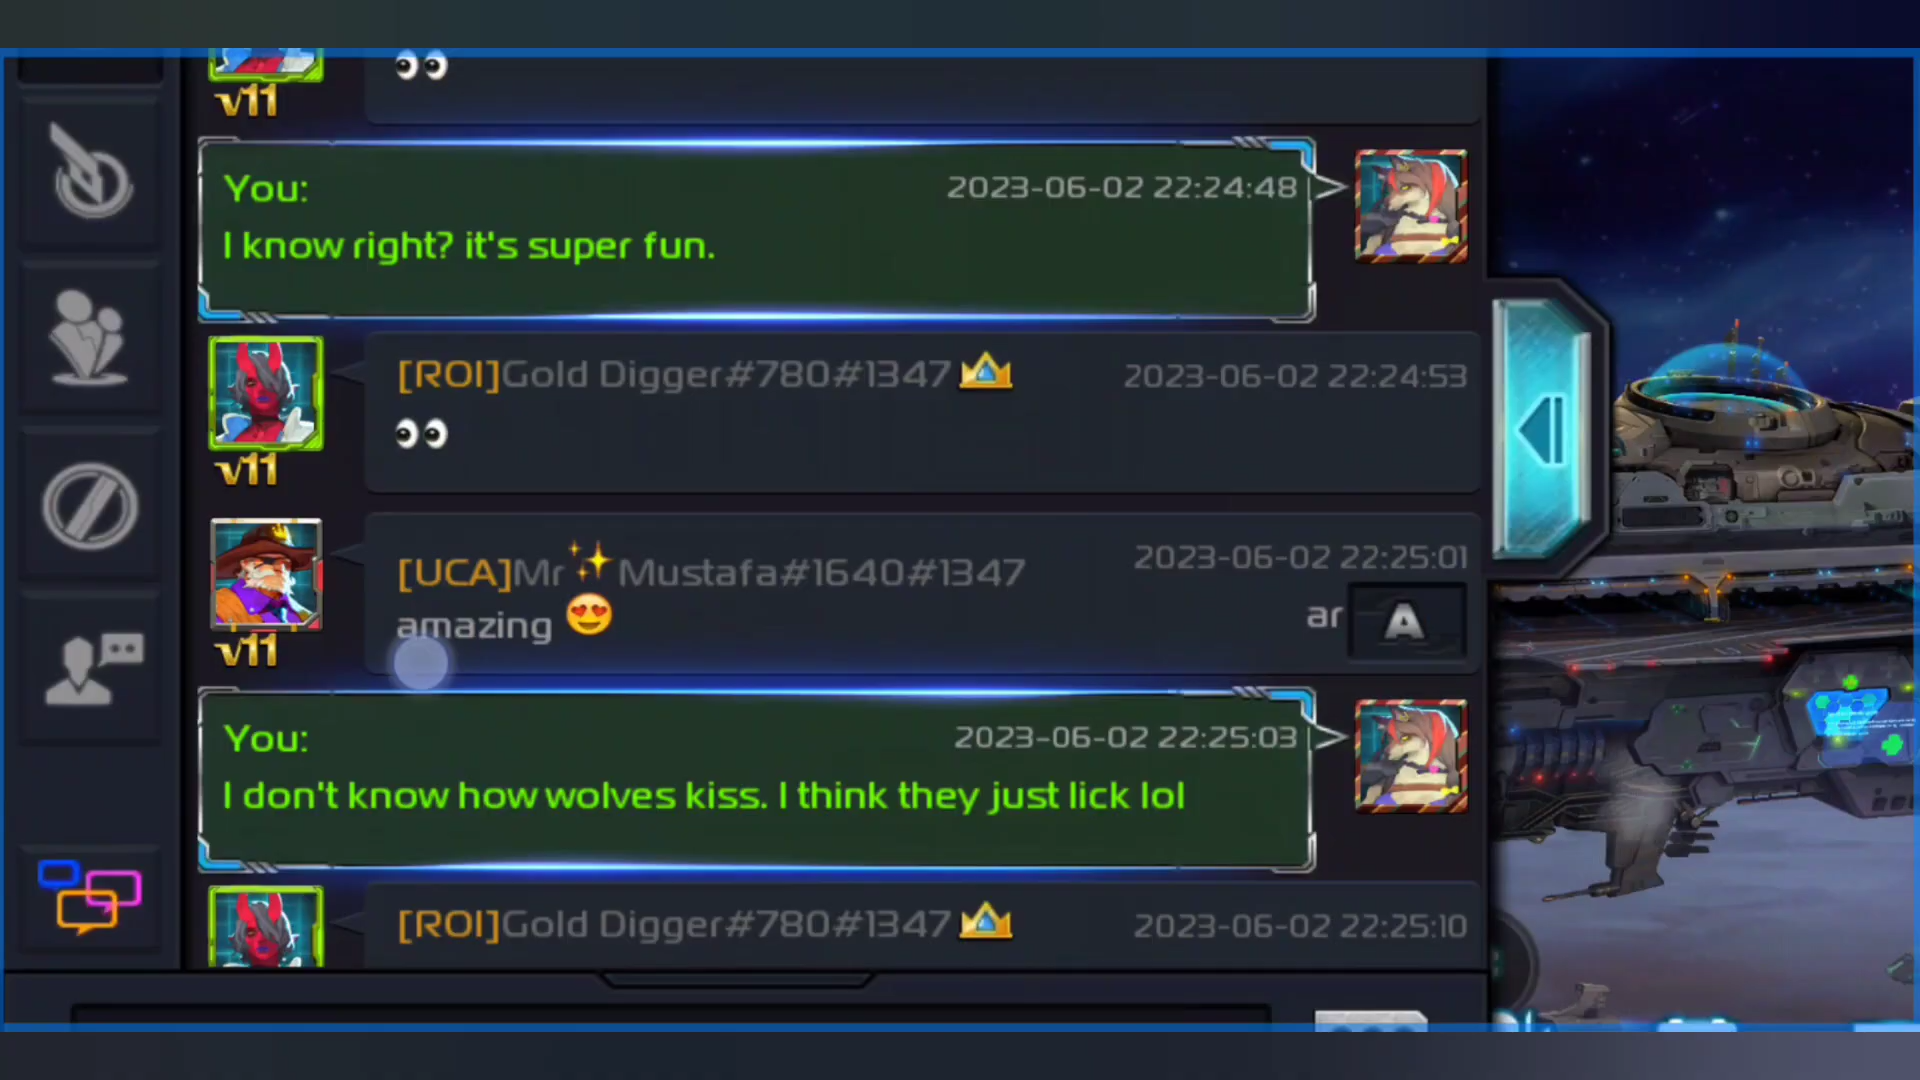 v11
You:
2023-06-02 22:24:48
I know right? it's super fun.
[ROI]Gold Digger#780#1347
2023-06-02 22:24:53
v11
[UCA]Mr✨Mustafa#1640#1347
2023-06-02 22:25:01
amazing 😍
ar
A
v11
You:
2023-06-02 22:25:03
I don't know how wolves kiss. I think they just lick lol
[ROI]Gold Digger#780#1347
2023-06-02 22:25:10